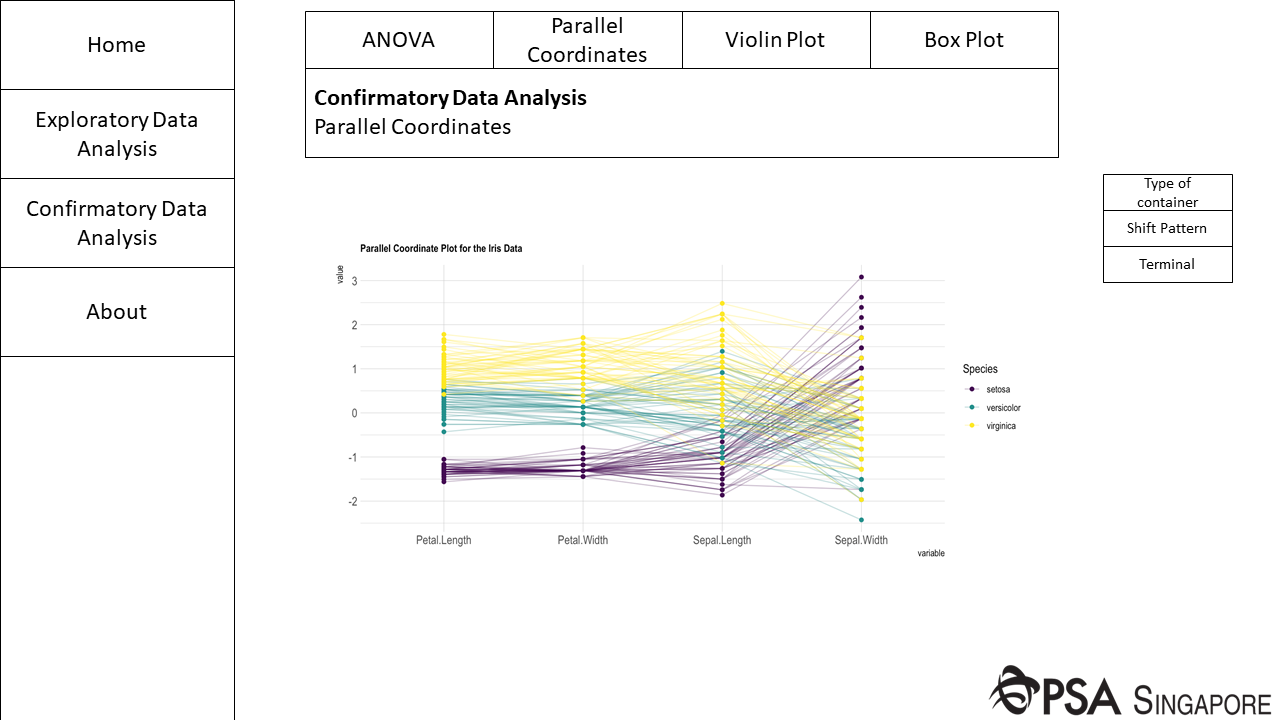 Home
Exploratory Data
Analysis
Confirmatory Data
Analysis
About
ANOVA
Parallel
Coordinates
Violin Plot
Box Plot
Confirmatory Data Analysis
Parallel Coordinates
Type of
container
Shift Pattern
Terminal
Parallel Coordinate Plot for the Iris Data
value
3
2
1
0
-1
-2
Petal.Length
Petal.Width
Sepal.Length
Sepal.Width
variable
Species
setosa
versicolor
virginica
PSA SINGAPORE